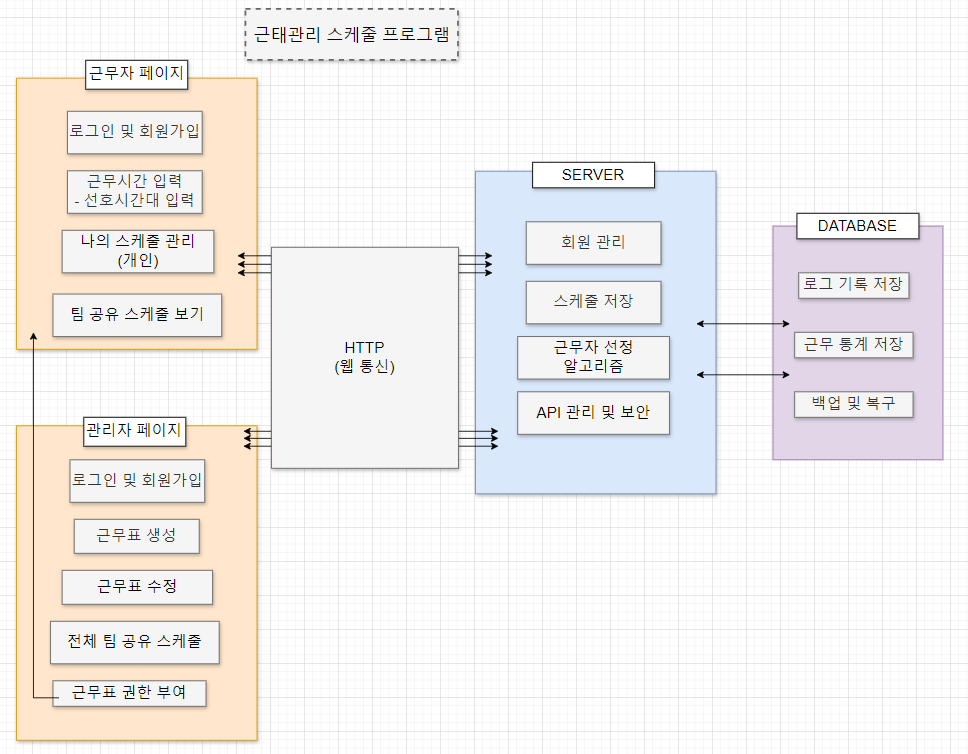 근태관리 스케줄 프로그램
근무자 페이지
로그인 및 회원가입
근무시간 입력
- 선호시간대 입력
나의 스케줄 관리
(개인)
팀 공유 스케줄 보기
관리자 페이지
로그인 및 회원가입
근무표 생성
근무표 수정
전체 팀 공유 스케줄
근무표 권한 부여
HTTP
(웹 통신)
SERVER
회원 관리
스케줄 저장
근무자 선정
알고리즘
API 관리 및 보안
DATABASE
로그 기록 저장
근무 통계 저장
백업 및 복구